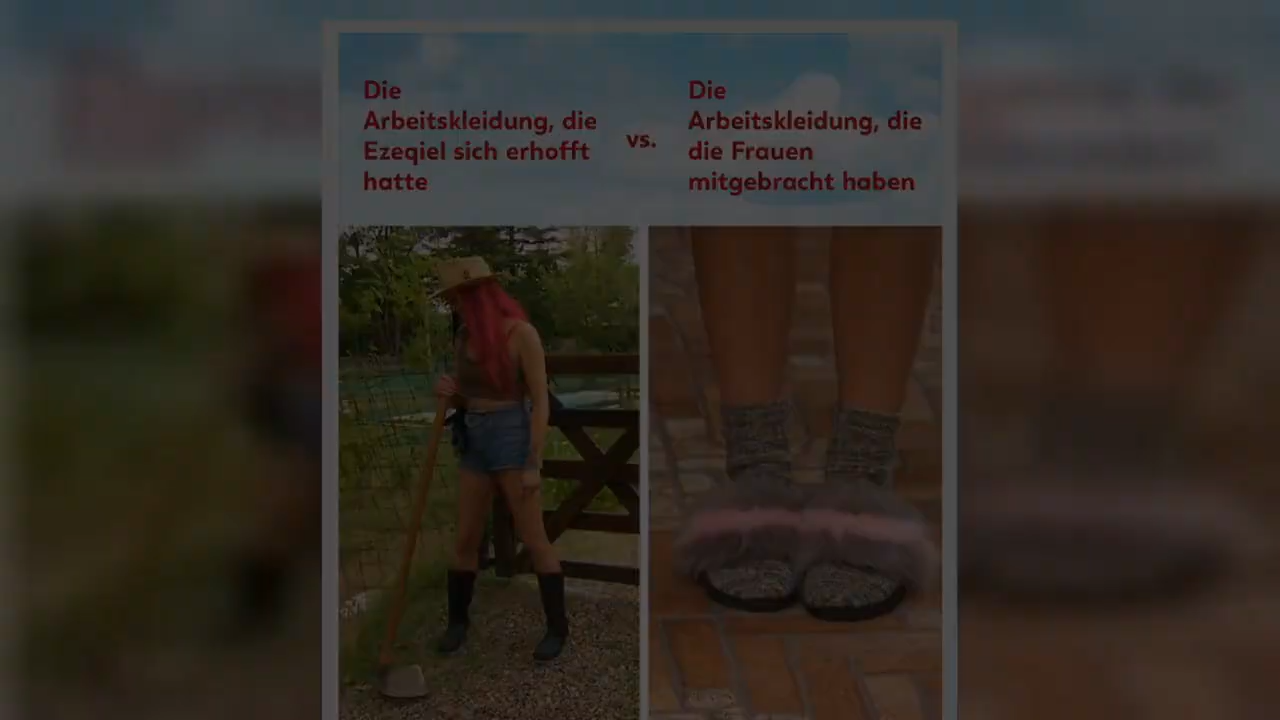 Die
Arbeitskleidung, die
Ezeqiel sich erhofft
hatte
vs.
Die
Arbeitskleidung, die
die Frauen
mitgebracht haben